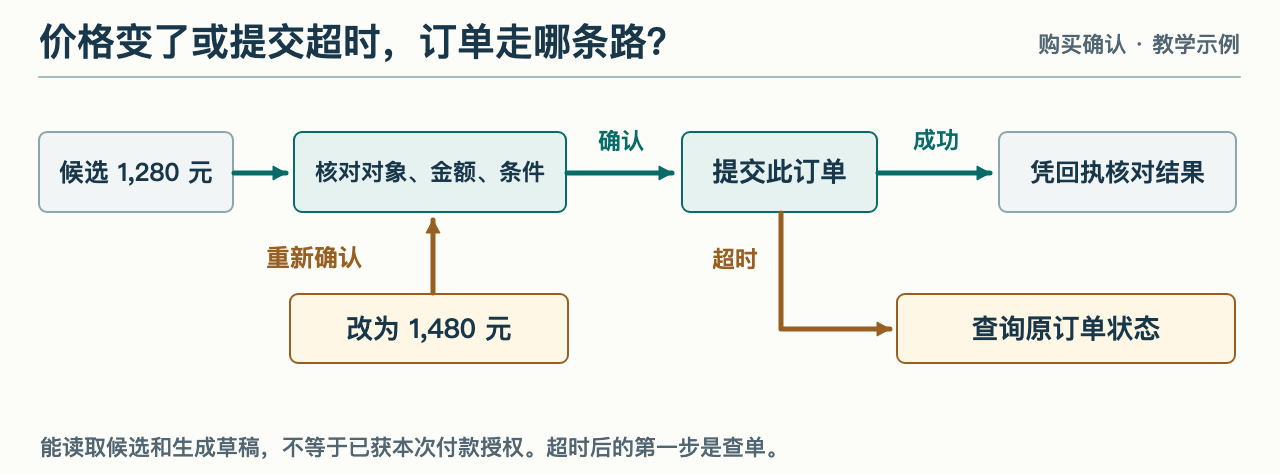 价格变了或提交超时，订单走哪条路？
购买确认 · 教学示例
候选 1,280 元
核对对象、金额、条件
确认
提交此订单
成功
凭回执核对结果
重新确认
超时
改为 1,480 元
查询原订单状态
能读取候选和生成草稿，不等于已获本次付款授权。超时后的第一步是查单。